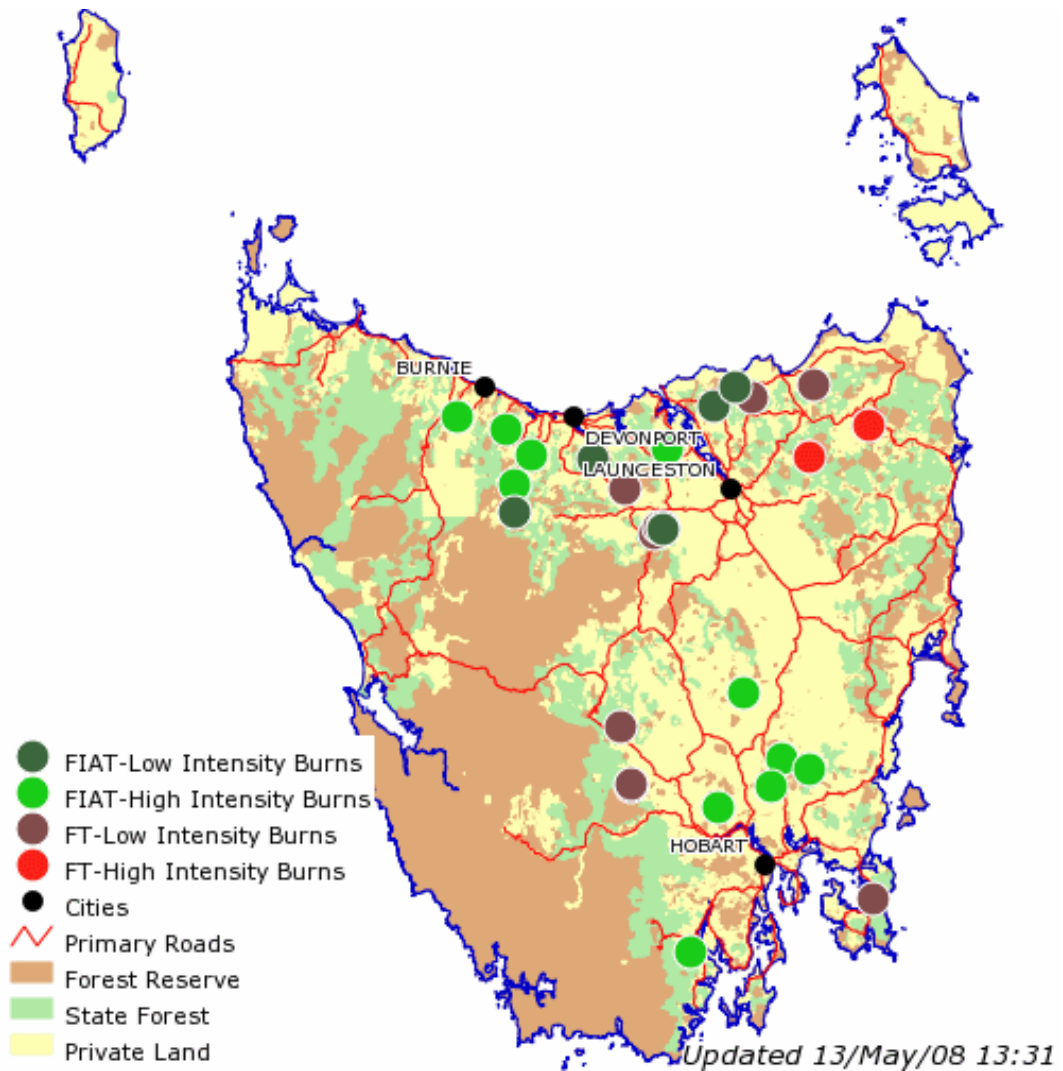 BURNIE
DEVONPORT
LAUNCESTON
HOBART
FIAT-Low Intensity Burns
FIAT-High Intensity Burns
FT-Low Intensity Burns
FT-High Intensity Burns
Cities
Primary Roads
Forest Reserve
State Forest
Private Land
Updated 13/May/08 13:31